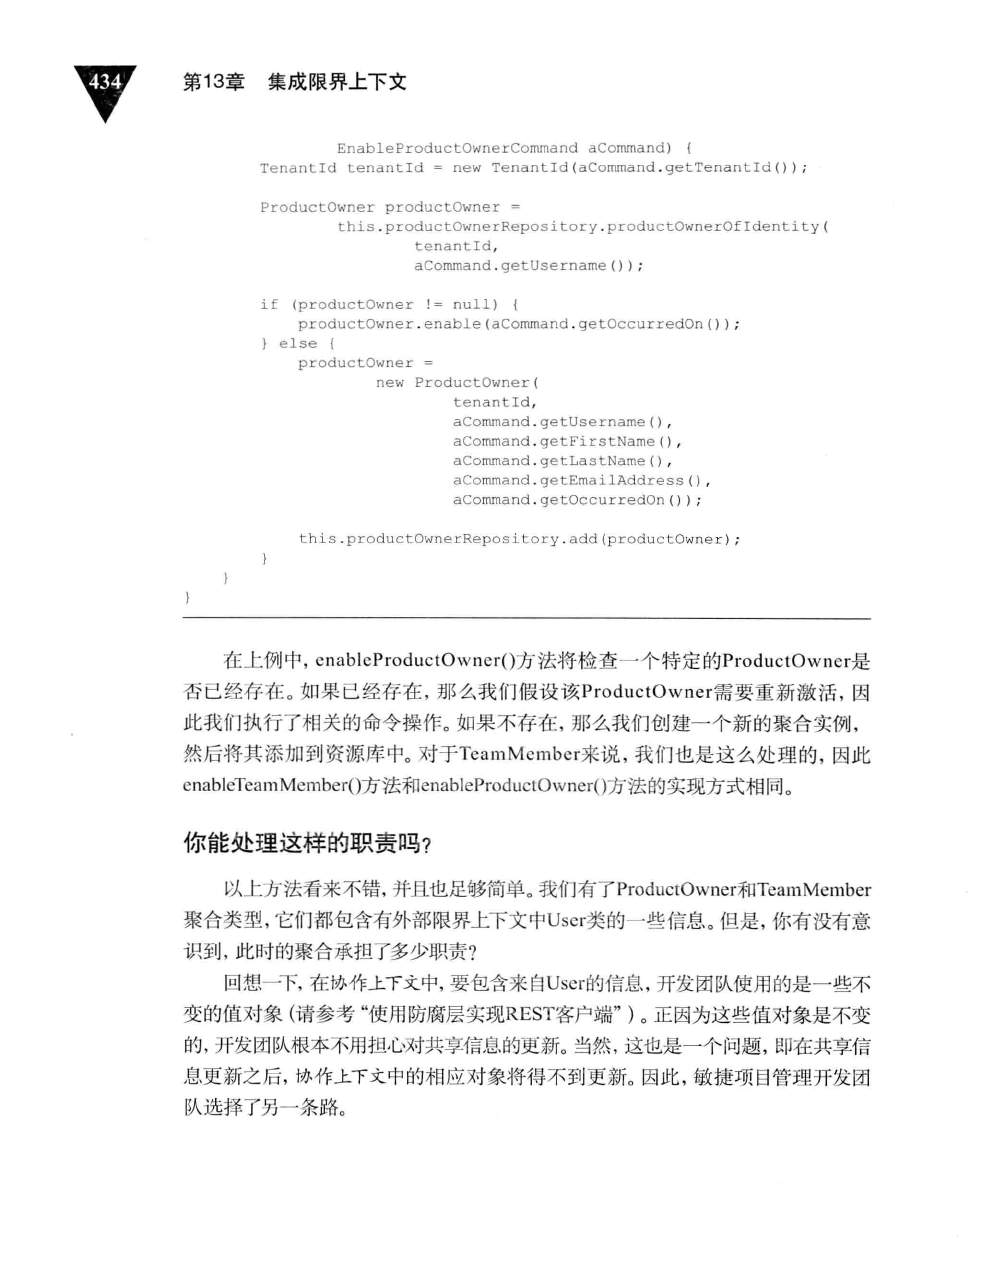 434
第13章 集成限界上下文
EnableProductOwnerCommand aCommand) {
TenantId tenantId = new TenantId(aCommand.getTenantId());
ProductOwner productOwner =
this.productOwnerRepository.productOwnerOfIdentity(
tenantId,
aCommand.getUsername());
if (productOwner != null) {
productOwner.enable(aCommand.getOccurredOn());
} else {
productOwner =
new ProductOwner(
tenantId,
aCommand.getUsername(),
aCommand.getFirstName(),
aCommand.getLastName(),
aCommand.getEmailAddress(),
aCommand.getOccurredOn());
this.productOwnerRepository.add(productOwner);
}
}
}
在上例中，enableProductOwner()方法将检查一个特定的ProductOwner是
否已经存在。如果已经存在，那么我们假设该ProductOwner需要重新激活，因
此我们执行了相关的命令操作。如果不存在，那么我们创建一个新的聚合实例，
然后将其添加到资源库中。对于TeamMember来说，我们也是这么处理的，因此
enableTeamMember()方法和enableProductOwner()方法的实现方式相同。
你能处理这样的职责吗？
以上方法看来不错，并且也足够简单。我们有了ProductOwner和TeamMember
聚合类型，它们都包含有外部限界上下文中User类的一些信息。但是，你有没有意
识到，此时的聚合承担了多少职责？
回想一下，在协作上下文中，要包含来自User的信息，开发团队使用的是一些不
变的值对象（请参考“使用防腐层实现REST客户端”）。正因为这些值对象是不变
的，开发团队根本不用担心对共享信息的更新。当然，这也是一个问题，即在共享信
息更新之后，协作上下文中的相应对象将得不到更新。因此，敏捷项目管理开发团
队选择了另一条路。